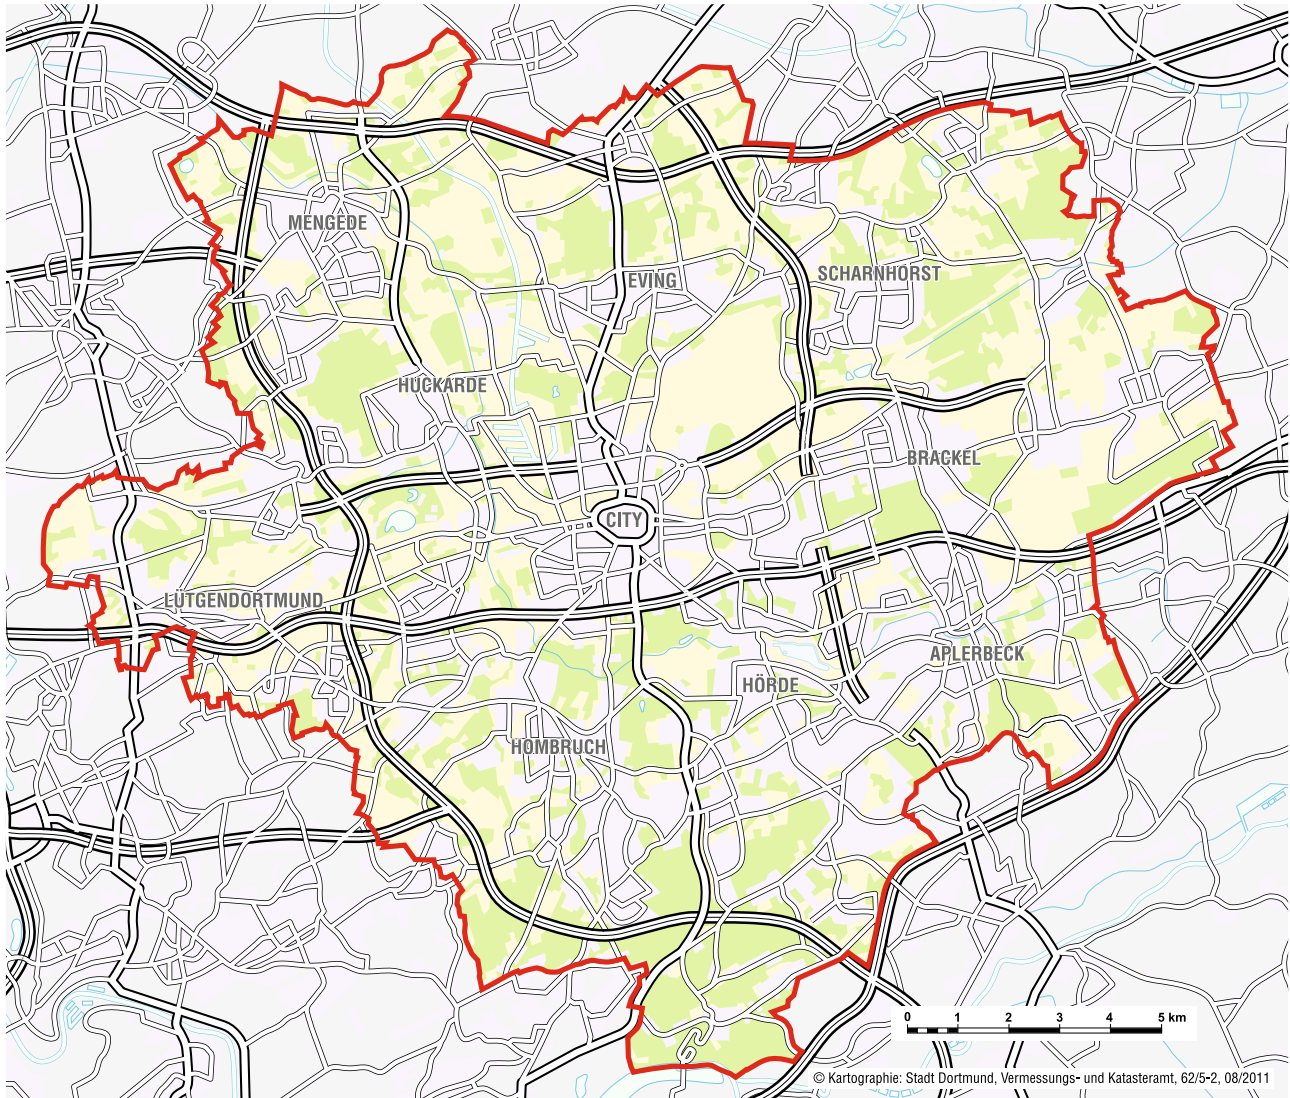 MENGEDE
EVING
SCHARNHORST
HUCKARDE
BRACKEL
CITY
LÜTGENDORTMUND
APLERBECK
HÖRDE
HOMBRUCH
0 1 2 3 4 5 km
© Kartographie: Stadt Dortmund, Vermessungs- und Katasteramt, 62/5-2, 08/2011